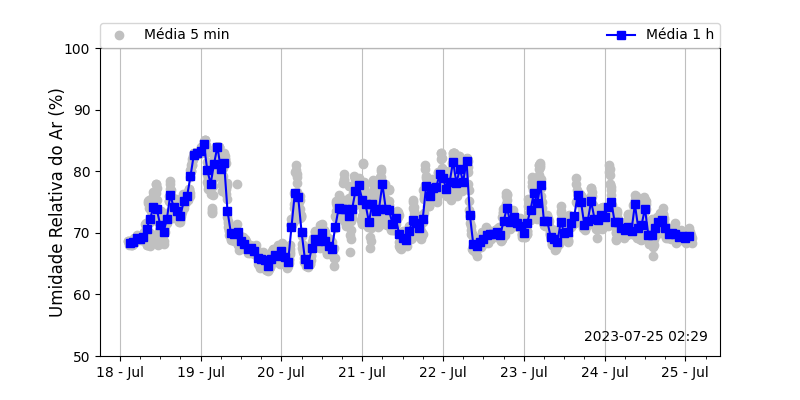 Média 5 min
Média 1 h
100
90
80
70
60
50
Umidade Relativa do Ar (%)
2023-07-25 02:29
18 - Jul
19 - Jul
20 - Jul
21 - Jul
22 - Jul
23 - Jul
24 - Jul
25 - Jul